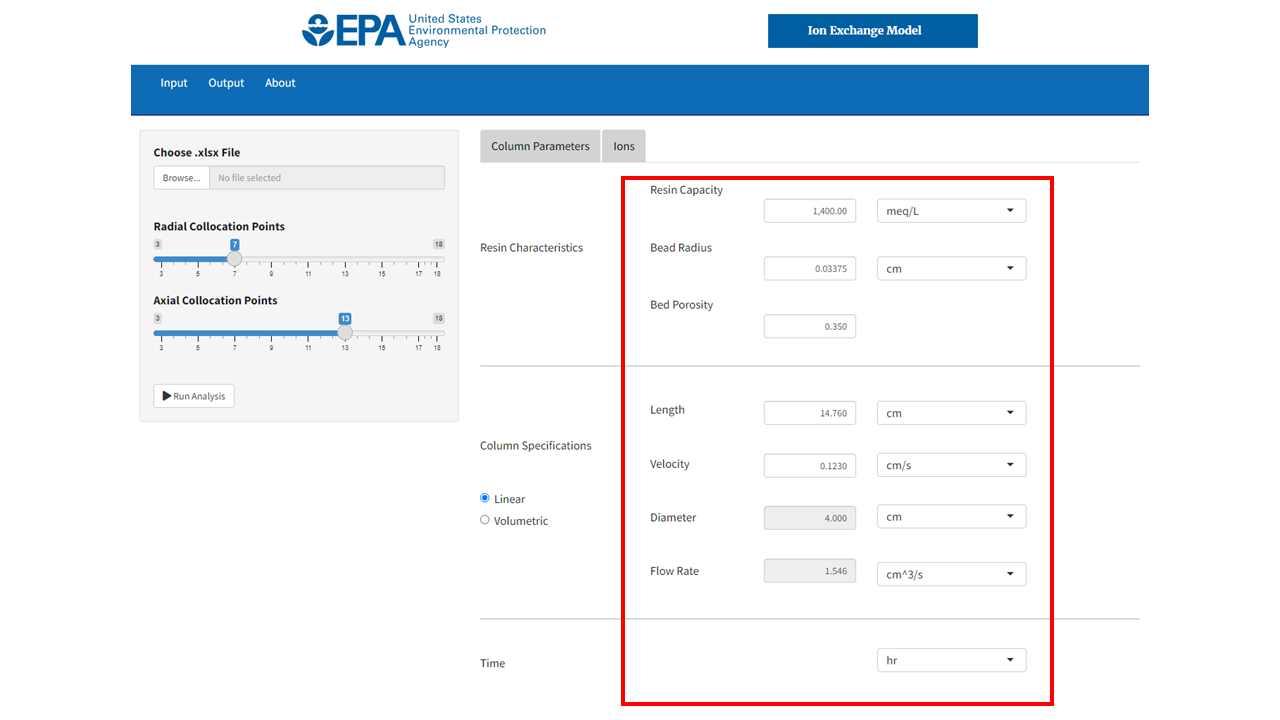 EPA United States
Environmental Protection
Agency
Ion Exchange Model
Input Output About
Choose .xlsx File
Browse... No file selected
Radial Collocation Points
3 7 18
3 5 7 9 11 13 15 17 18
Axial Collocation Points
3 13 18
3 5 7 9 11 13 15 17 18
Run Analysis
Column Parameters Ions
Resin Characteristics
Resin Capacity
1,400.00 meq/L
Bead Radius
0.03375 cm
Bed Porosity
0.350
Column Specifications
Linear
Volumetric
Length 14.760 cm
Velocity 0.1230 cm/s
Diameter 4.000 cm
Flow Rate 1.546 cm^3/s
Time hr